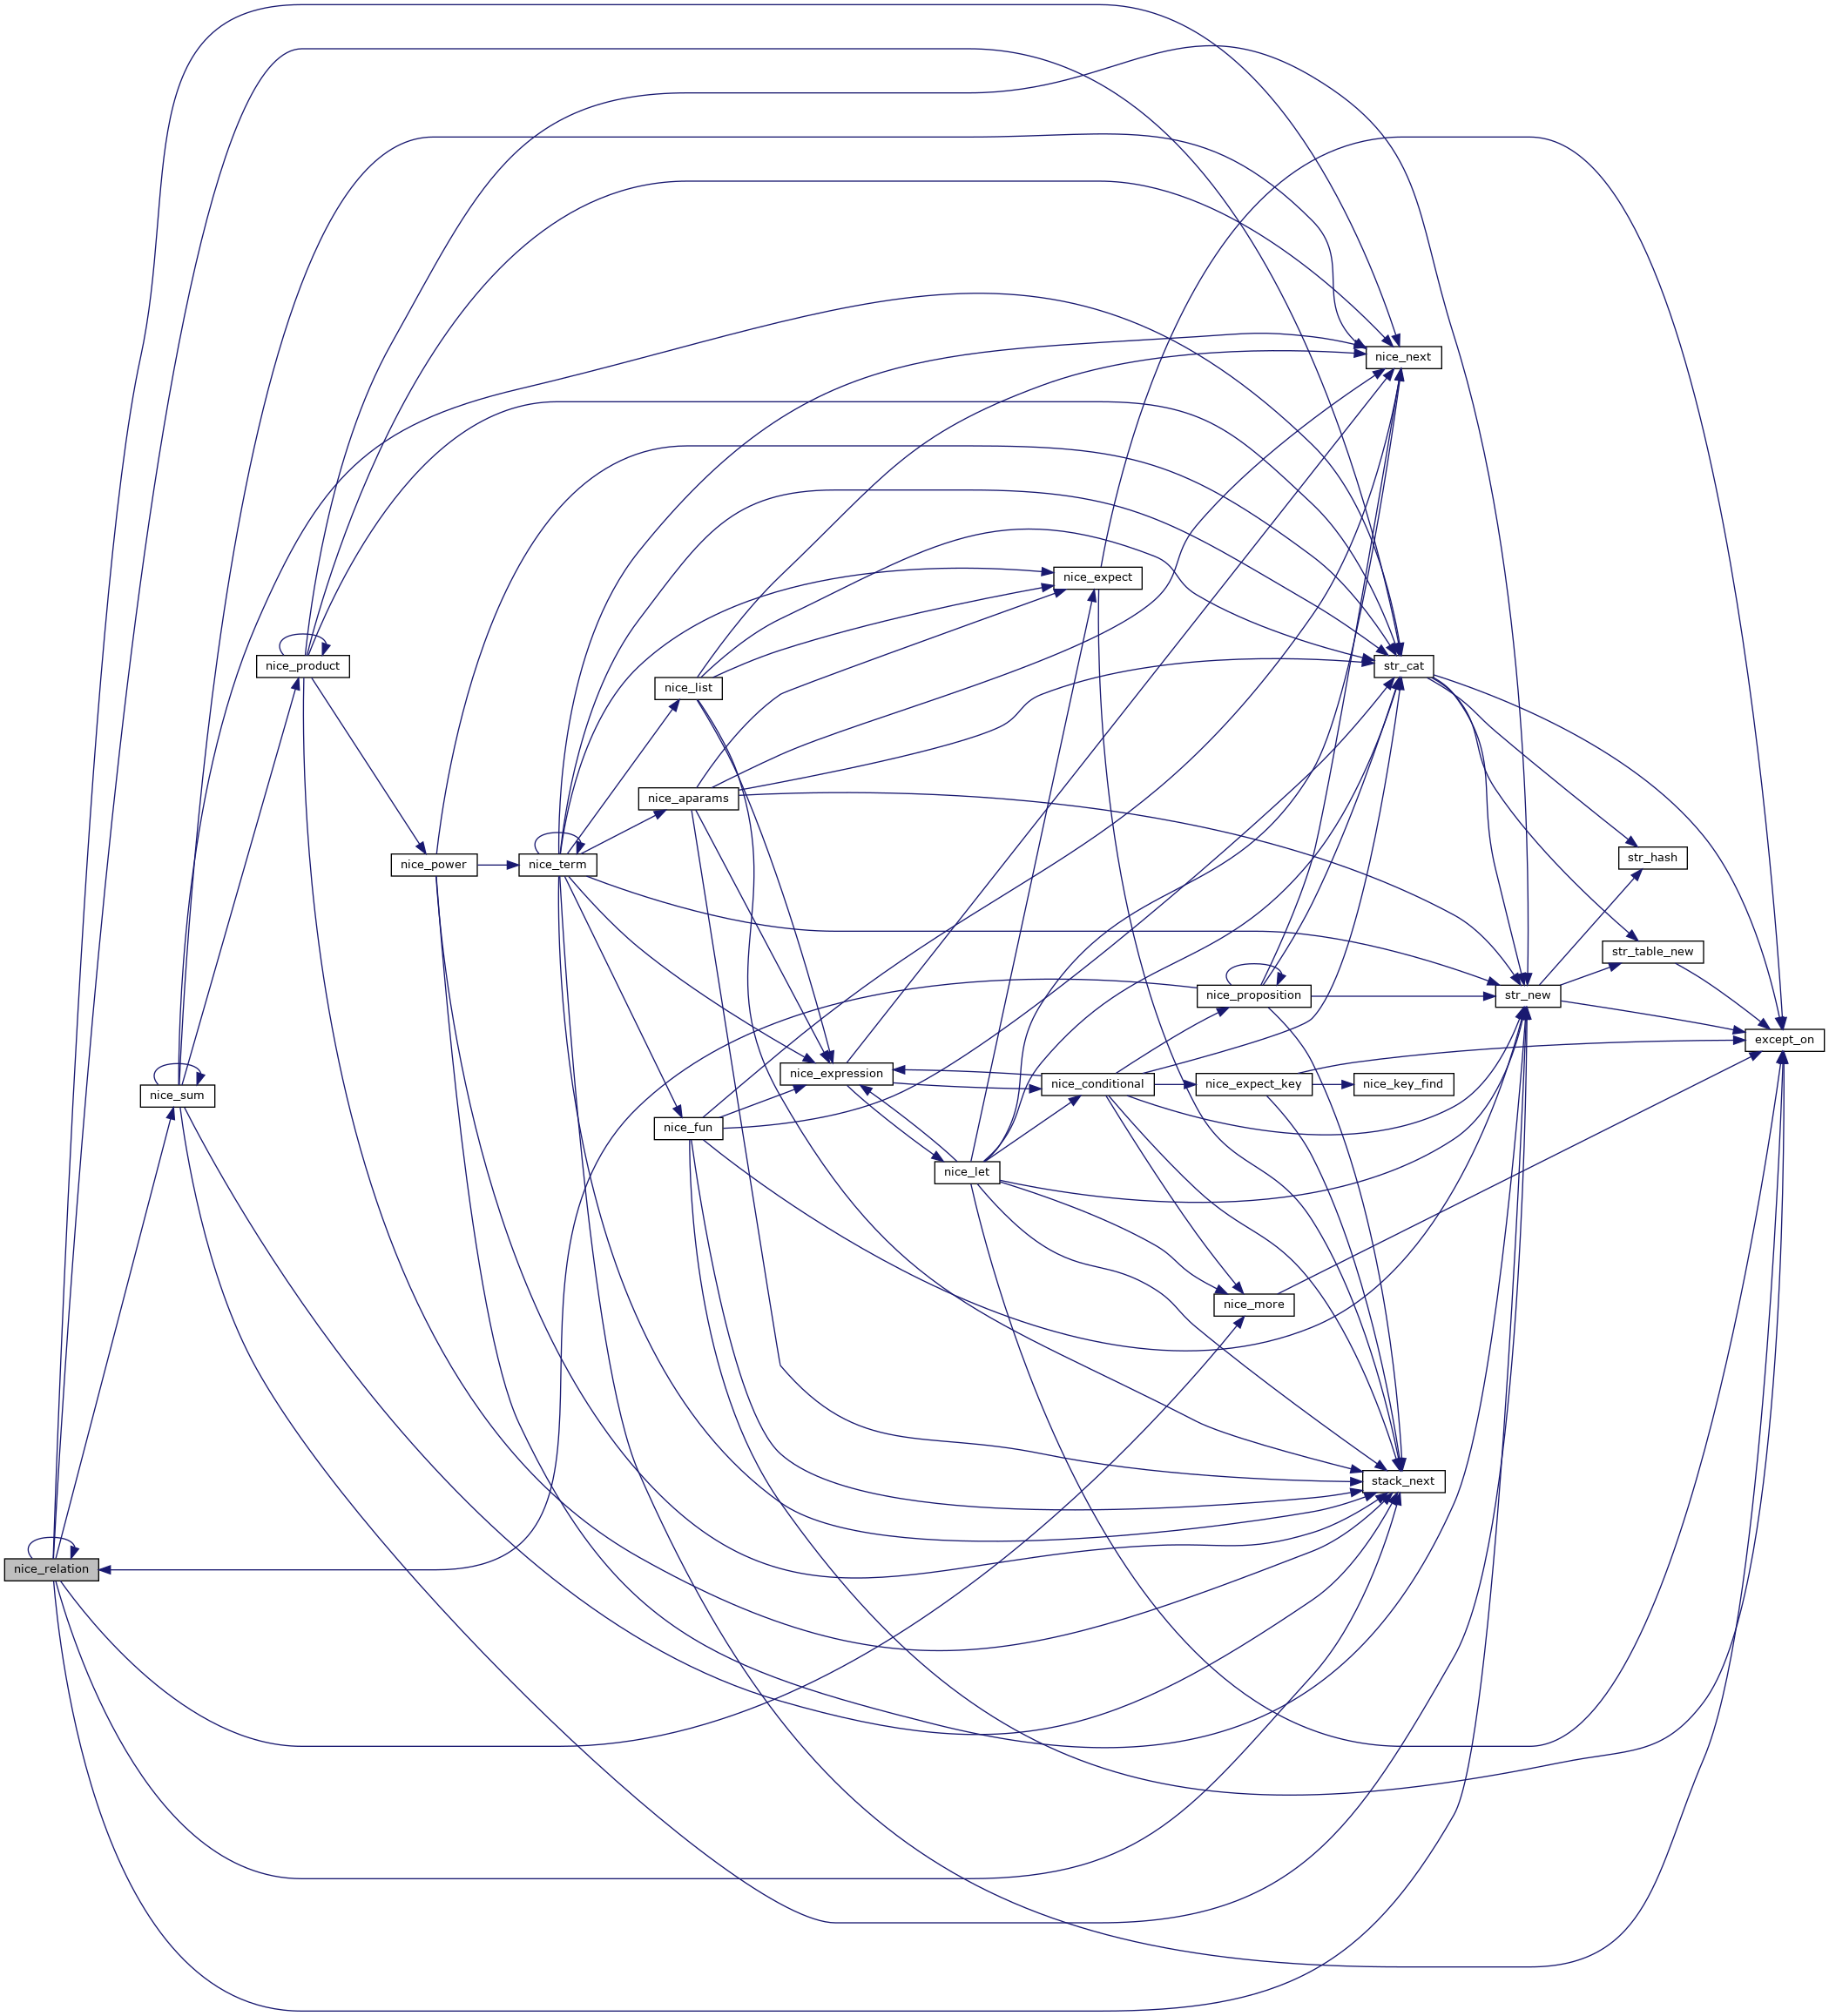 nice_relation
nice_sum
nice_product
nice_power
nice_term
nice_list
nice_aparams
nice_fun
nice_expression
nice_let
nice_expect
nice_conditional
nice_proposition
nice_expect_key
nice_more
nice_next
str_cat
nice_key_find
stack_next
str_new
str_hash
str_table_new
except_on